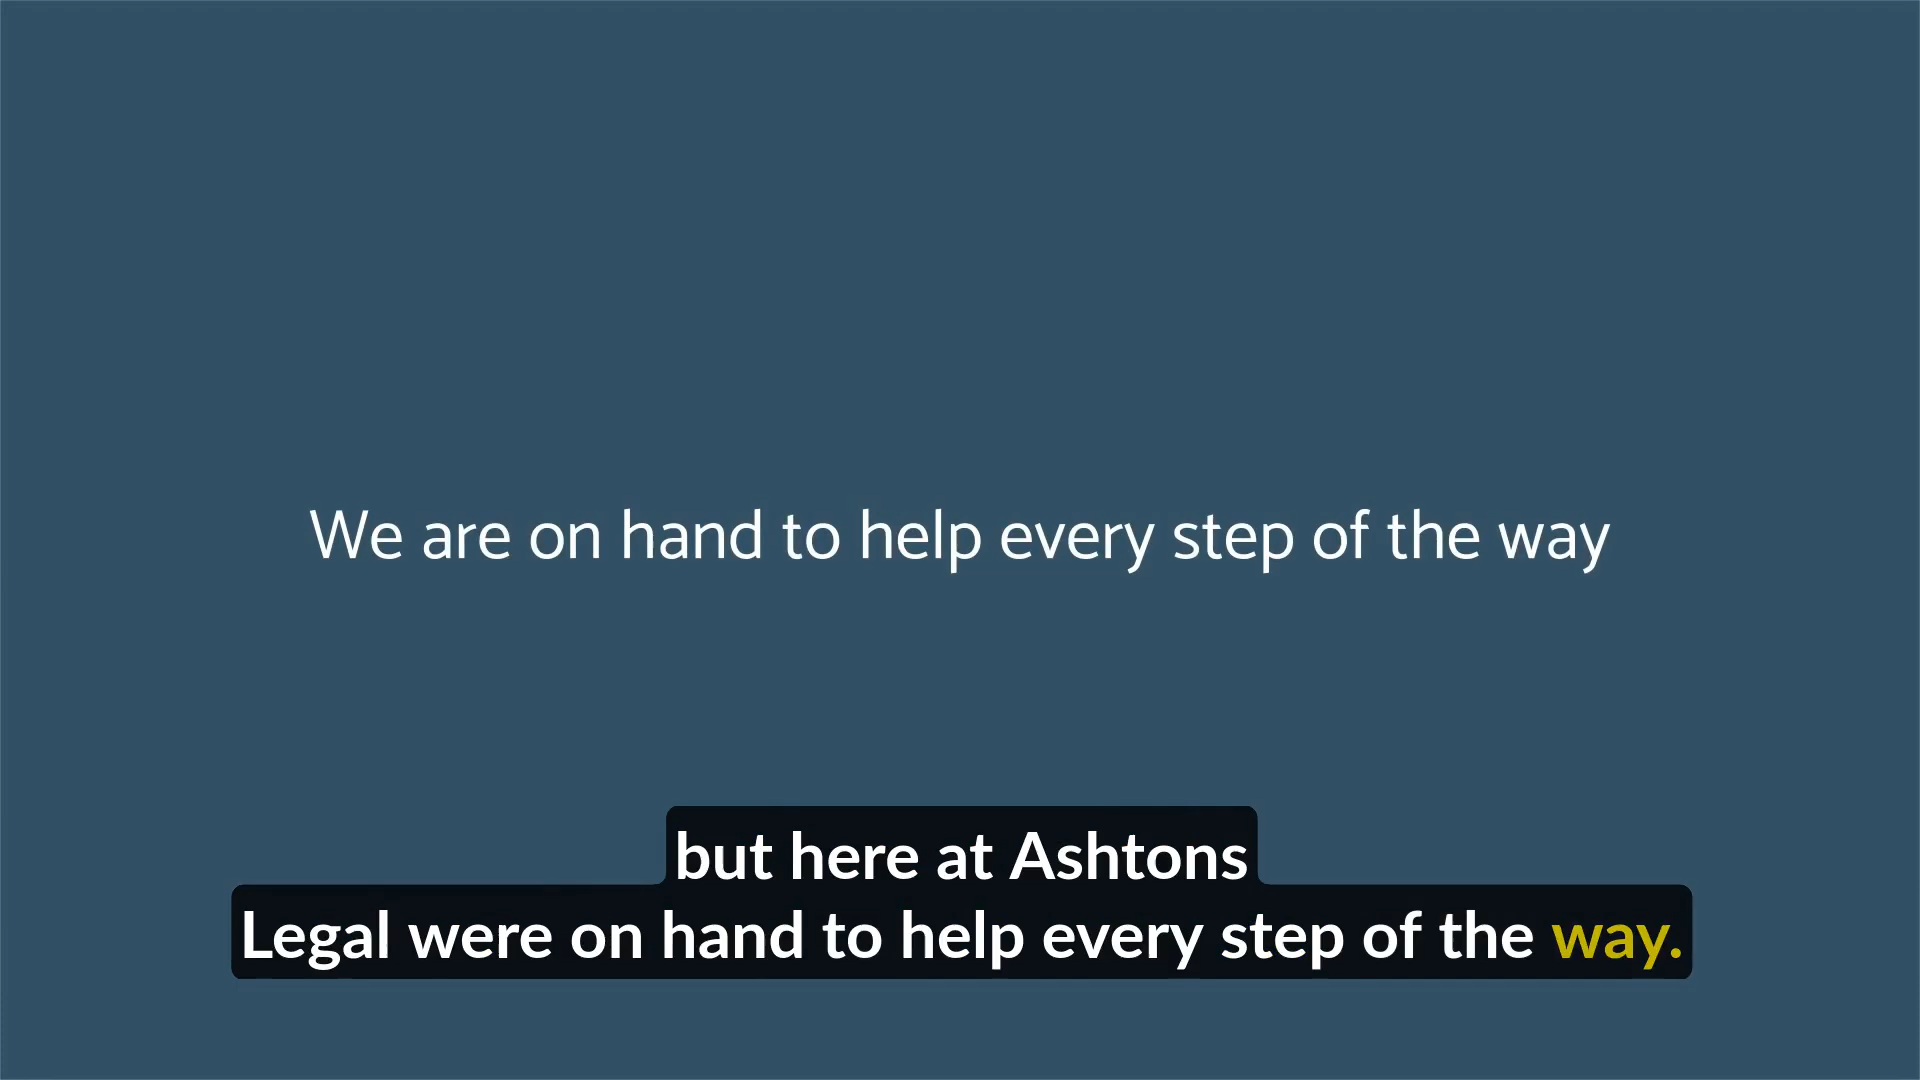 We are on hand to help every step of the way
but here at Ashtons
Legal were on hand to help every step of the way.